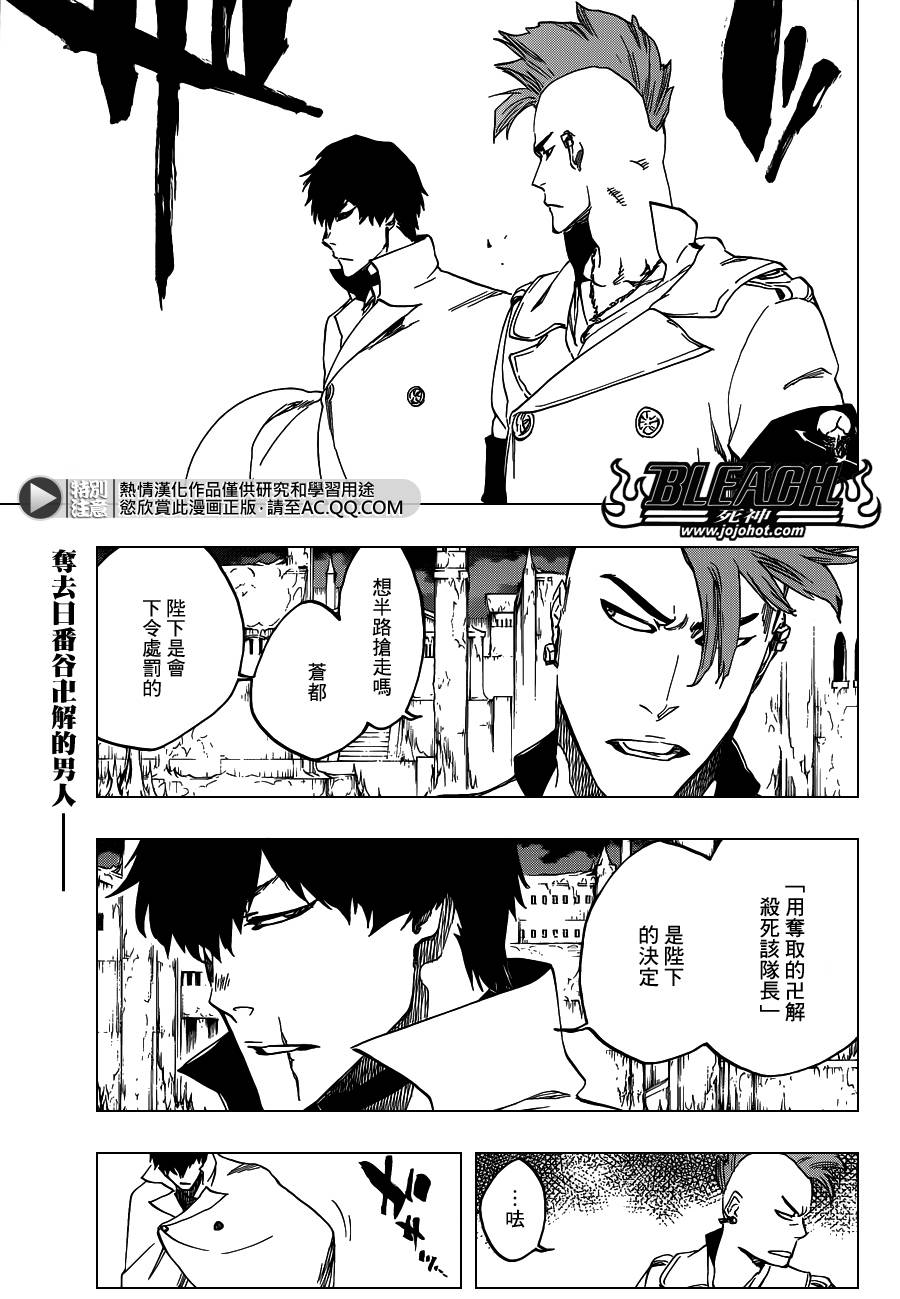 特別
注意
熱情漢化作品僅供研究和學習用途
慾欣賞此漫画正版·請至AC.QQ.COM
BLEACH
死神
www.jojohot.com
奪去日番谷卍解的男人——
想半路搶走嗎
蒼都
陛下是會
下令處罰的
「用奪取的卍解
殺死該隊長」
是陛下
的決定
…呿